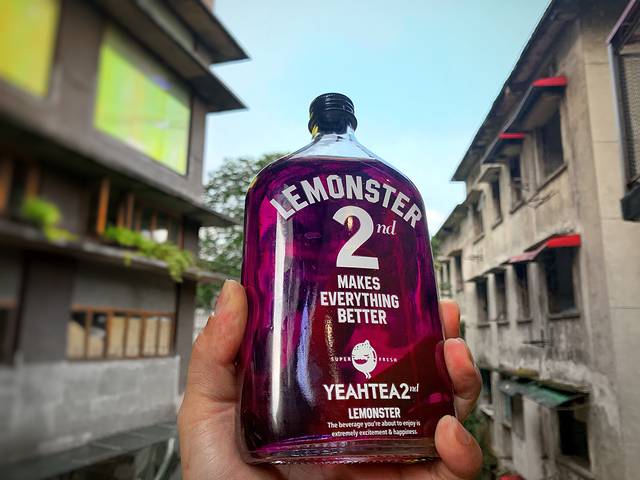 LEMONSTER
2nd
MAKES
EVERYTHING
BETTER
SUPER FRESH
YEAHTEA2nd
LEMONSTER
The beverage you're about to enjoy is
extremely excitement & happiness.